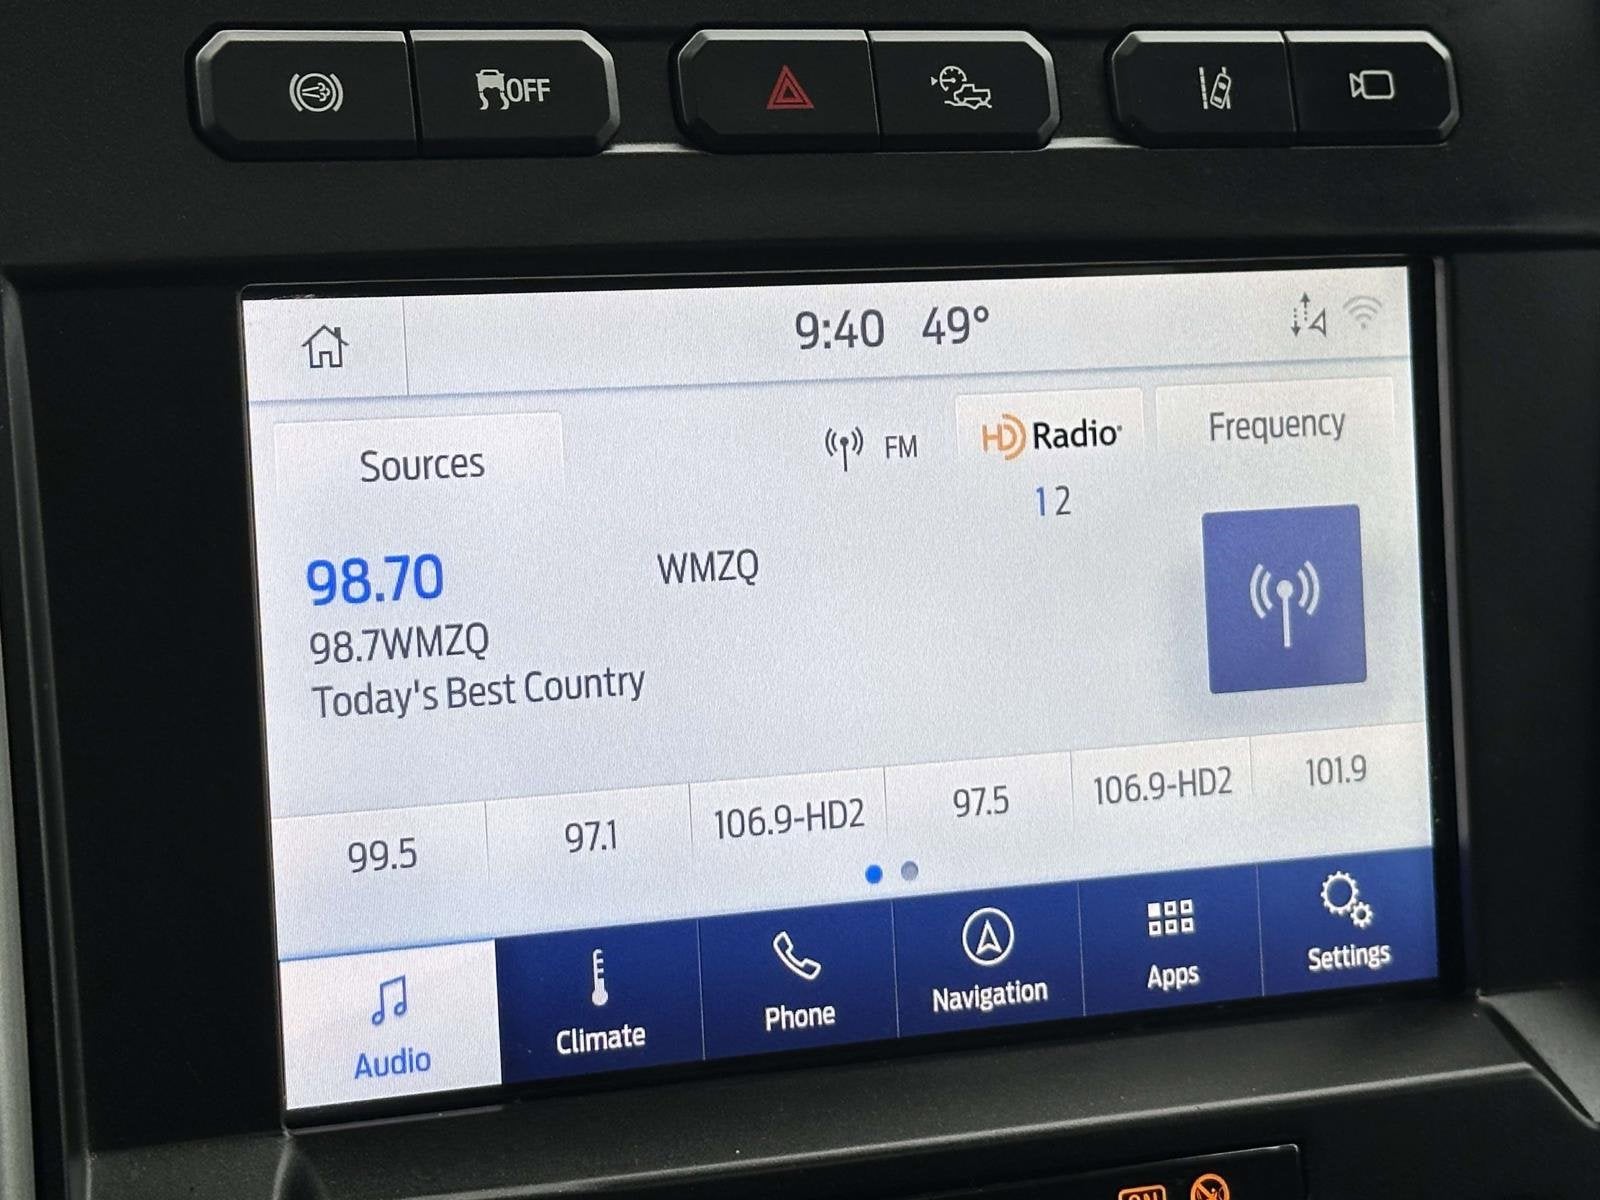 OFF
9:40 49°
Sources
FM
HD Radio
Frequency
1 2
98.70
WMZQ
98.7WMZQ
Today's Best Country
99.5
97.1
106.9-HD2
97.5
106.9-HD2
101.9
Audio
Climate
Phone
Navigation
Apps
Settings